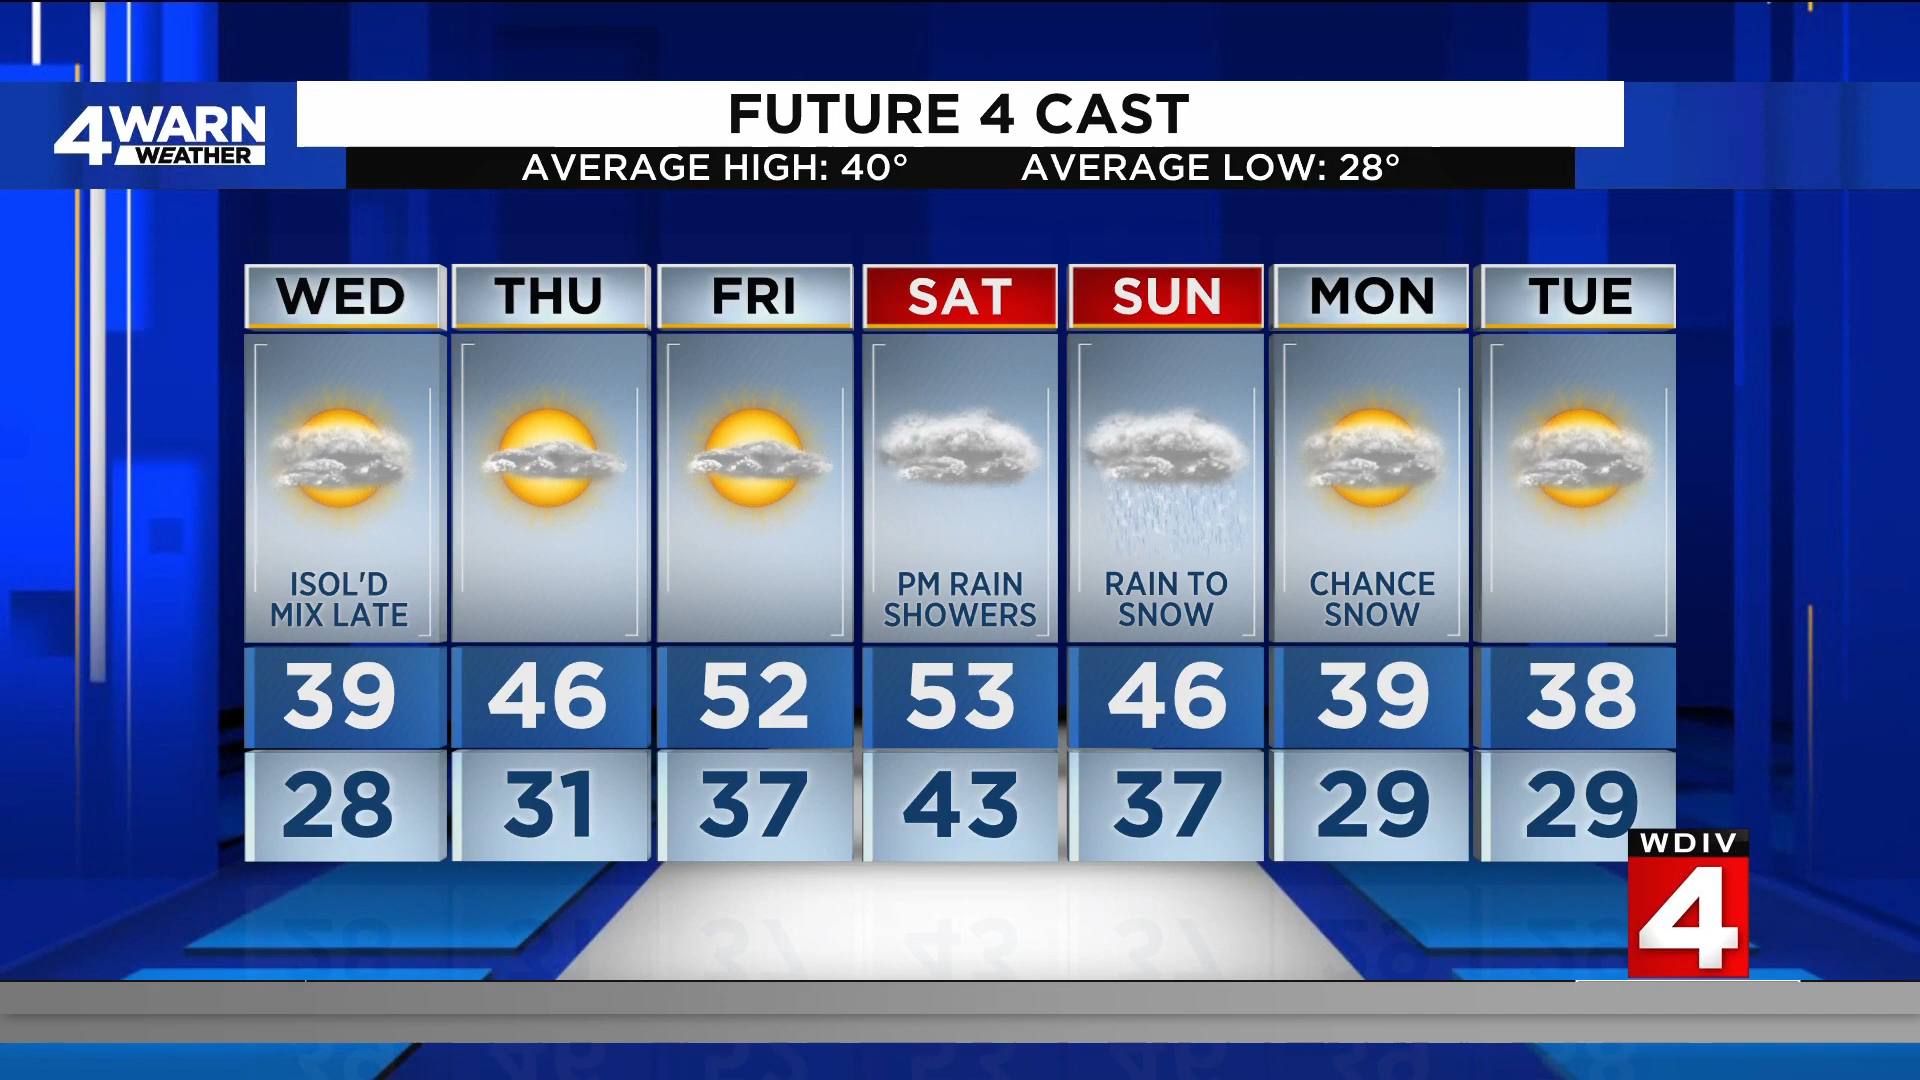 4WARN
WEATHER
FUTURE 4 CAST
AVERAGE HIGH: 40° AVERAGE LOW: 28°
WED THU FRI SAT SUN MON TUE
ISOL'D
MIX LATE
PM RAIN
SHOWERS
RAIN TO
SNOW
CHANCE
SNOW
39 46 52 53 46 39 38
28 31 37 43 37 29 29
WDIV
4